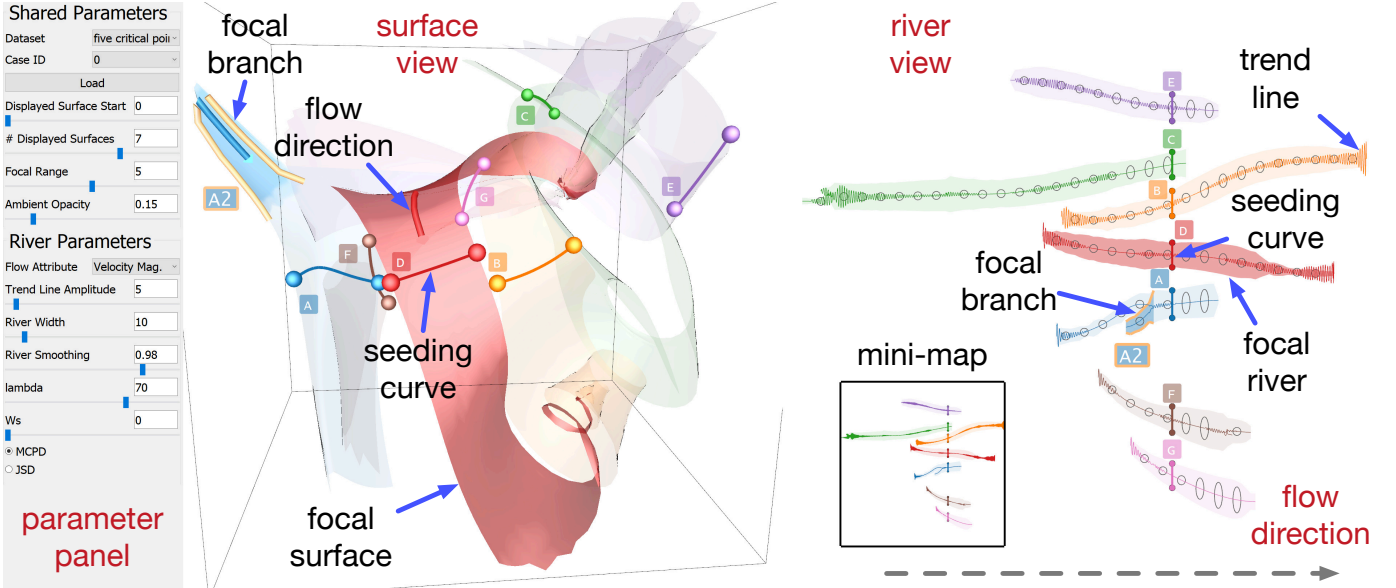 Shared Parameters
Dataset five critical poin
Case ID 0
Load
Displayed Surface Start 0
# Displayed Surfaces 7
Focal Range 5
Ambient Opacity 0.15
River Parameters
Flow Attribute Velocity Mag.
Trend Line Amplitude 5
River Width 10
River Smoothing 0.98
lambda 70
Ws 0
MCPD
JSD
parameter
panel
focal
branch
surface
view
flow
direction
A2
A
F
D
G
B
C
E
seeding
curve
focal
surface
river
view
trend
line
E
C
B
D
A
A2
F
G
seeding
curve
focal
branch
focal
river
mini-map
flow
direction